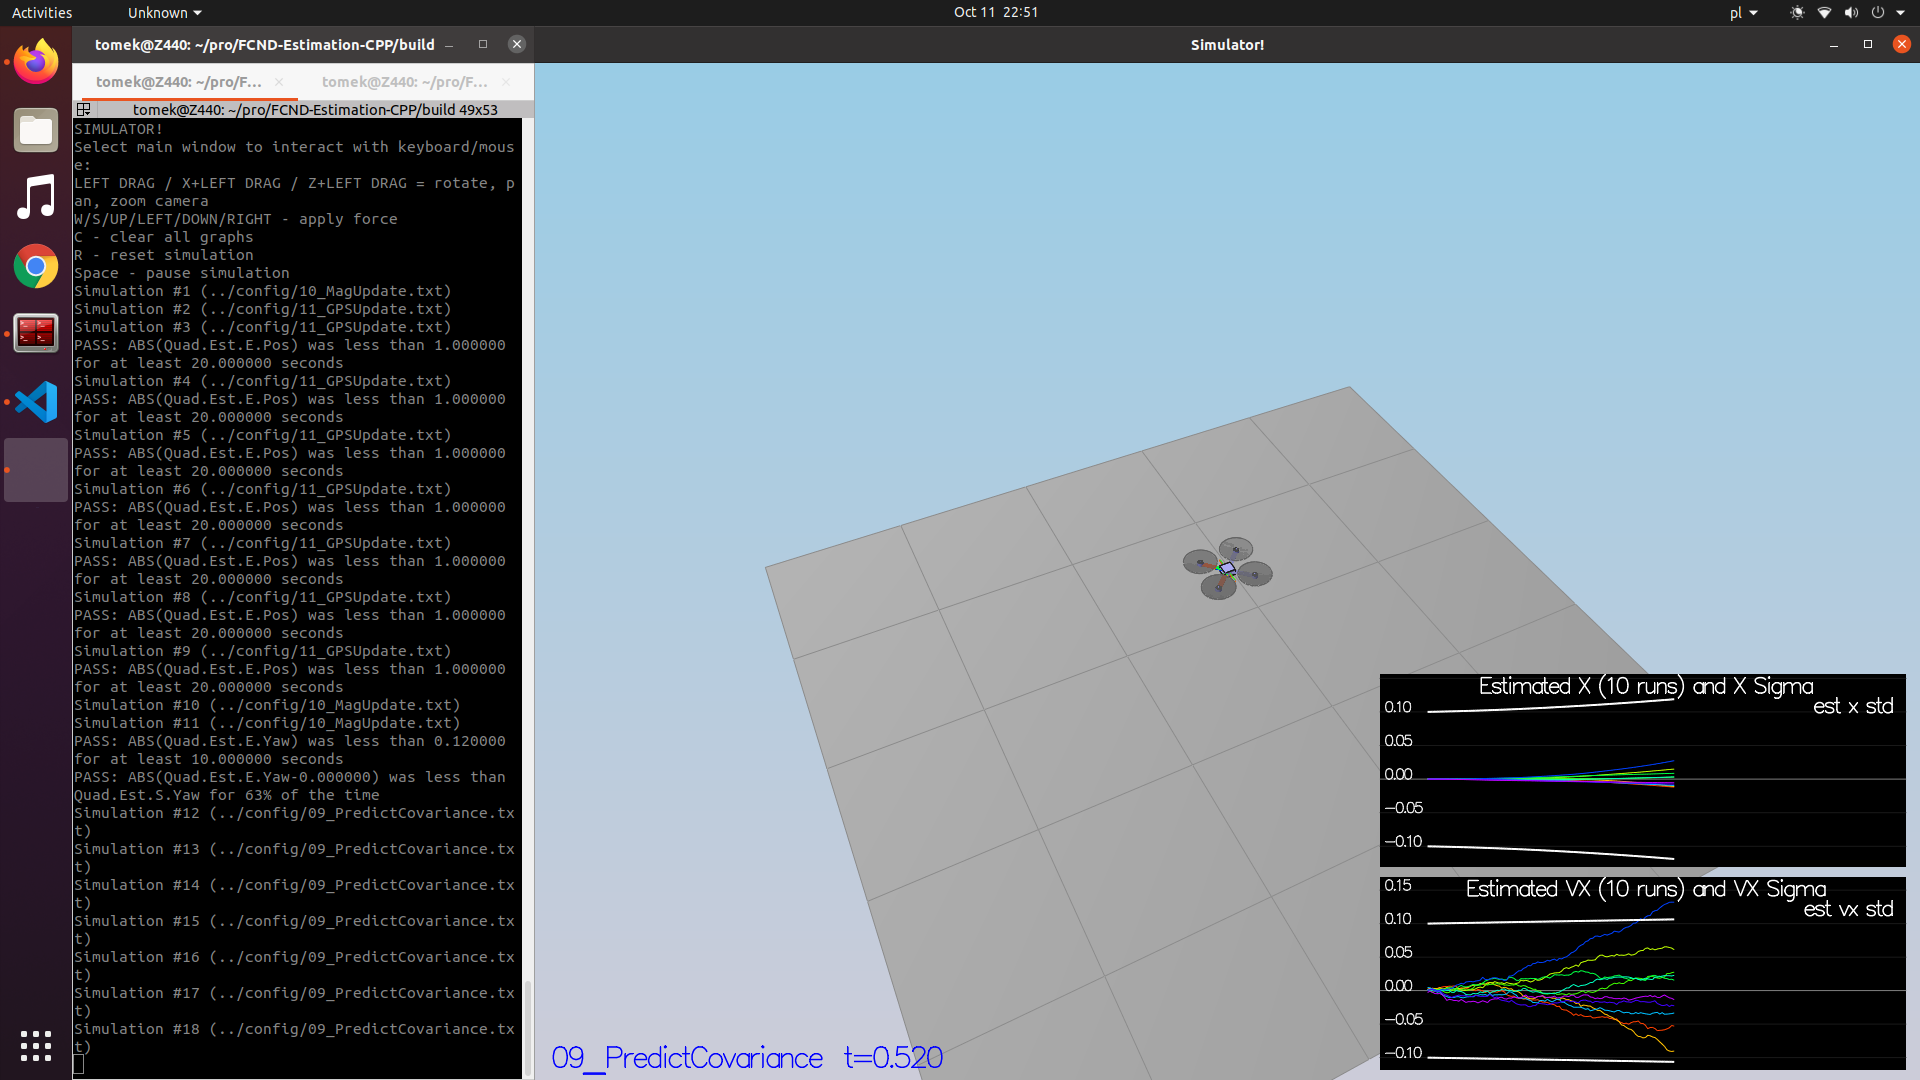 Activities
Unknown
Oct 11 22:51
pl
tomek@Z440: ~/pro/FCND-Estimation-CPP/build
Simulator!
tomek@Z440: ~/pro/F...
tomek@Z440: ~/pro/F...
tomek@Z440: ~/pro/FCND-Estimation-CPP/build 49x53
SIMULATOR!
Select main window to interact with keyboard/mous
e:
LEFT DRAG / X+LEFT DRAG / Z+LEFT DRAG = rotate, p
an, zoom camera
W/S/UP/LEFT/DOWN/RIGHT - apply force
C - clear all graphs
R - reset simulation
Space - pause simulation
Simulation #1 (../config/10_MagUpdate.txt)
Simulation #2 (../config/11_GPSUpdate.txt)
Simulation #3 (../config/11_GPSUpdate.txt)
PASS: ABS(Quad.Est.E.Pos) was less than 1.000000
for at least 20.000000 seconds
Simulation #4 (../config/11_GPSUpdate.txt)
PASS: ABS(Quad.Est.E.Pos) was less than 1.000000
for at least 20.000000 seconds
Simulation #5 (../config/11_GPSUpdate.txt)
PASS: ABS(Quad.Est.E.Pos) was less than 1.000000
for at least 20.000000 seconds
Simulation #6 (../config/11_GPSUpdate.txt)
PASS: ABS(Quad.Est.E.Pos) was less than 1.000000
for at least 20.000000 seconds
Simulation #7 (../config/11_GPSUpdate.txt)
PASS: ABS(Quad.Est.E.Pos) was less than 1.000000
for at least 20.000000 seconds
Simulation #8 (../config/11_GPSUpdate.txt)
PASS: ABS(Quad.Est.E.Pos) was less than 1.000000
for at least 20.000000 seconds
Simulation #9 (../config/11_GPSUpdate.txt)
PASS: ABS(Quad.Est.E.Pos) was less than 1.000000
for at least 20.000000 seconds
Simulation #10 (../config/10_MagUpdate.txt)
Simulation #11 (../config/10_MagUpdate.txt)
PASS: ABS(Quad.Est.E.Yaw) was less than 0.120000
for at least 10.000000 seconds
PASS: ABS(Quad.Est.E.Yaw-0.000000) was less than
Quad.Est.S.Yaw for 63% of the time
Simulation #12 (../config/09_PredictCovariance.tx
t)
Simulation #13 (../config/09_PredictCovariance.tx
t)
Simulation #14 (../config/09_PredictCovariance.tx
t)
Simulation #15 (../config/09_PredictCovariance.tx
t)
Simulation #16 (../config/09_PredictCovariance.tx
t)
Simulation #17 (../config/09_PredictCovariance.tx
t)
Simulation #18 (../config/09_PredictCovariance.tx
t)
Estimated X (10 runs) and X Sigma
est x std
0.10
0.05
0.00
-0.05
-0.10
Estimated VX (10 runs) and VX Sigma
est vx std
0.15
0.10
0.05
0.00
-0.05
-0.10
09_PredictCovariance t=0.520